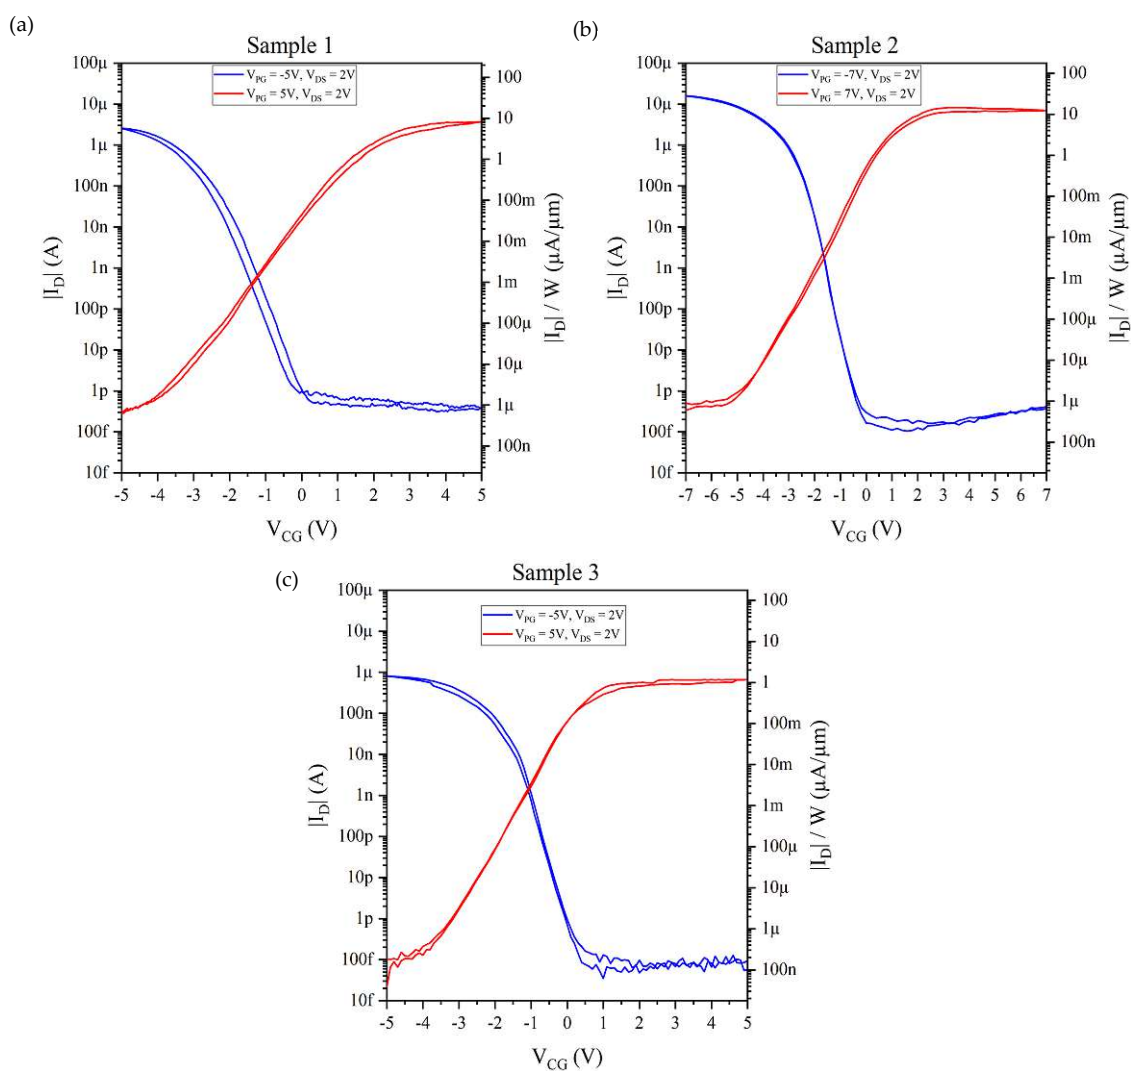 (a)
Sample 1
V_PG = -5V, V_DS = 2V
V_PG = 5V, V_DS = 2V
100µ
10µ
1µ
100n
10n
1n
100p
10p
1p
100f
10f
|I_D| (A)
100
10
1
100m
10m
1m
100µ
10µ
1µ
100n
|I_D| / W (µA/µm)
-5 -4 -3 -2 -1 0 1 2 3 4 5
V_CG (V)
(b)
Sample 2
V_PG = -7V, V_DS = 2V
V_PG = 7V, V_DS = 2V
100µ
10µ
1µ
100n
10n
1n
100p
10p
1p
100f
10f
|I_D| (A)
100
10
1
100m
10m
1m
100µ
10µ
1µ
100n
|I_D| / W (µA/µm)
-7 -6 -5 -4 -3 -2 -1 0 1 2 3 4 5 6 7
V_CG (V)
(c)
Sample 3
V_PG = -5V, V_DS = 2V
V_PG = 5V, V_DS = 2V
100µ
10µ
1µ
100n
10n
1n
100p
10p
1p
100f
10f
|I_D| (A)
100
10
1
100m
10m
1m
100µ
10µ
1µ
100n
|I_D| / W (µA/µm)
-5 -4 -3 -2 -1 0 1 2 3 4 5
V_CG (V)